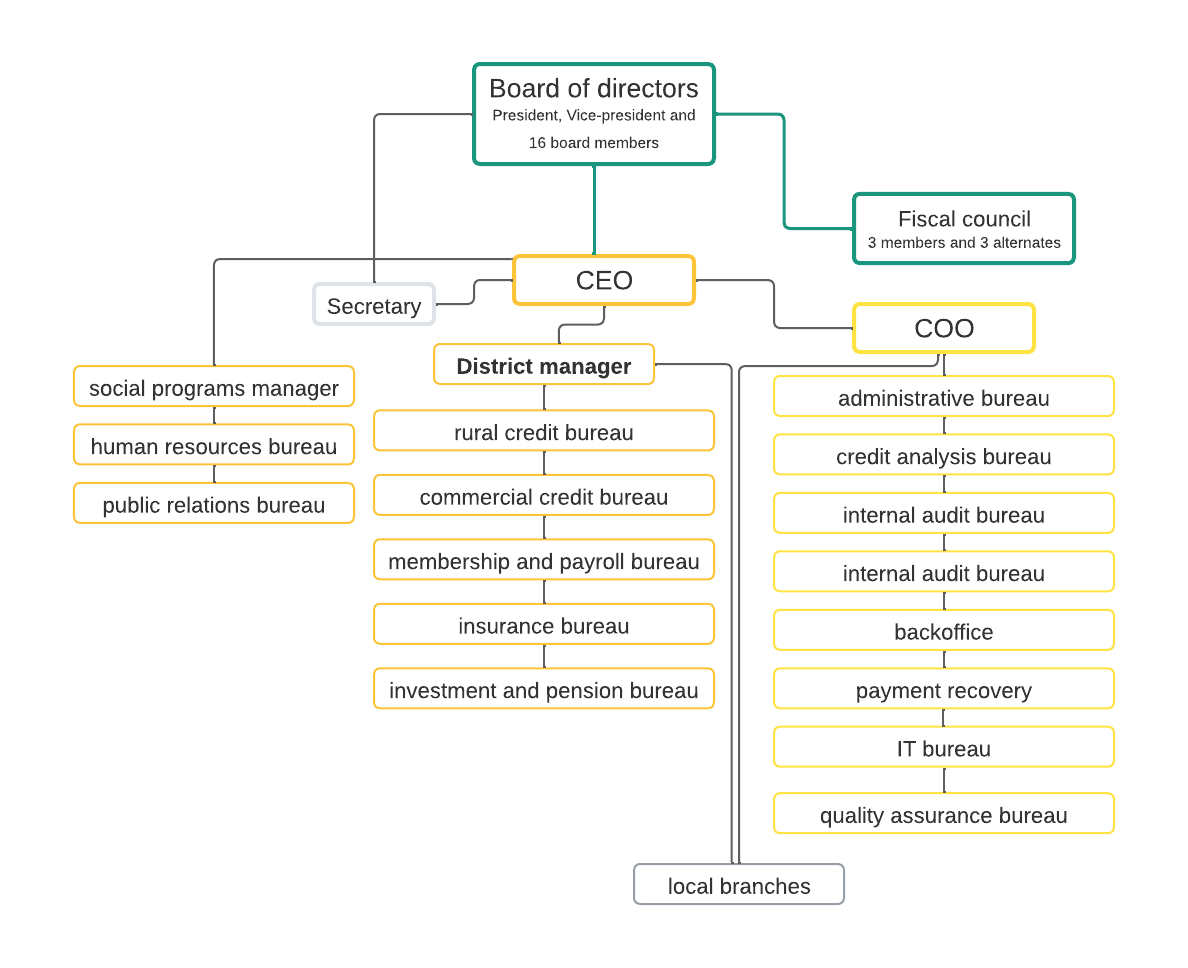 Board of directors
President, Vice-president and
16 board members
Fiscal council
3 members and 3 alternates
CEO
Secretary
COO
District manager
social programs manager
human resources bureau
public relations bureau
rural credit bureau
commercial credit bureau
membership and payroll bureau
insurance bureau
investment and pension bureau
administrative bureau
credit analysis bureau
internal audit bureau
internal audit bureau
backoffice
payment recovery
IT bureau
quality assurance bureau
local branches